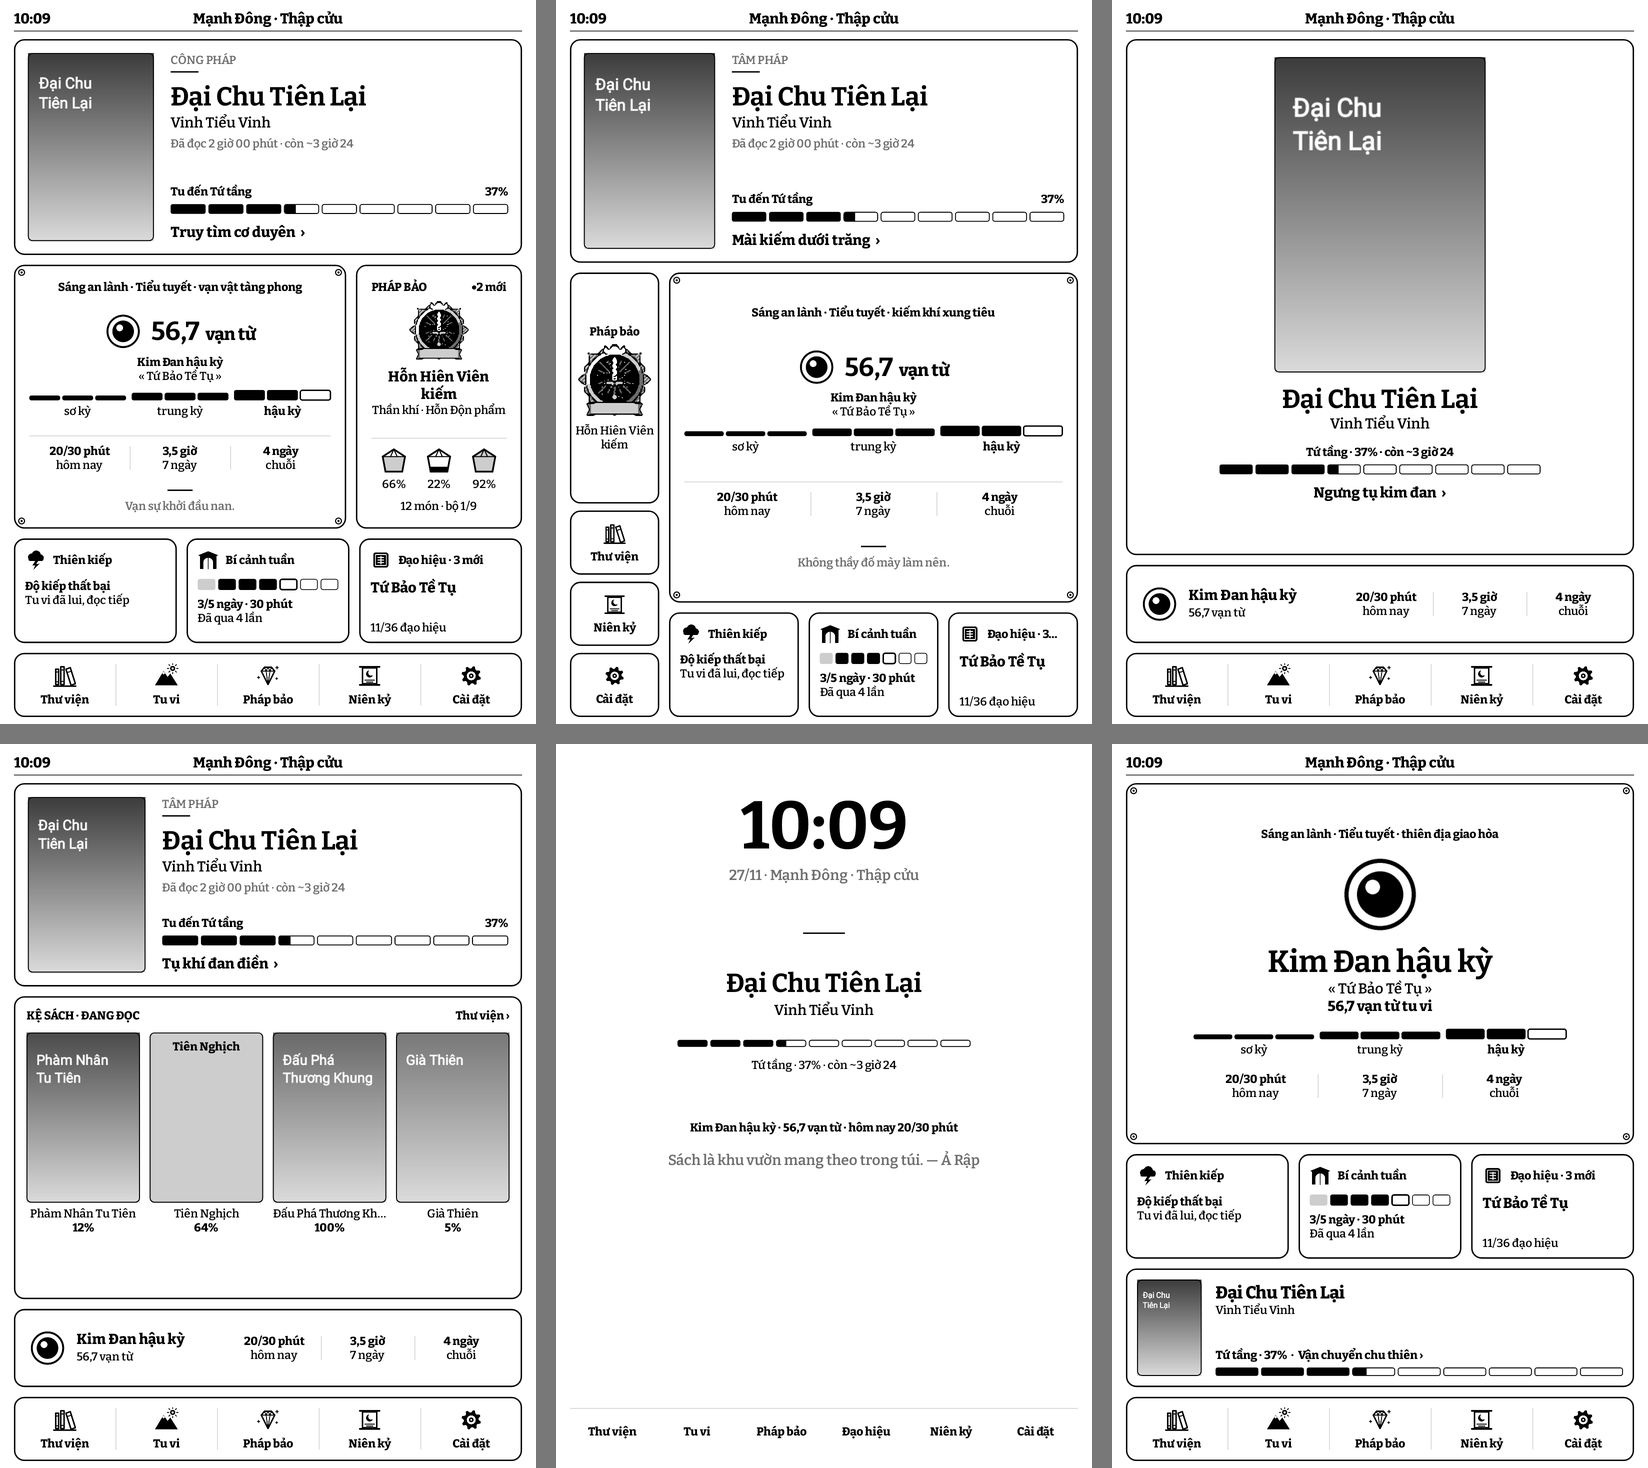 10:09
Mạnh Đông · Thập cửu
Đại Chu
Tiên Lại
CÔNG PHÁP
Đại Chu Tiên Lại
Vinh Tiểu Vinh
Đã đọc 2 giờ 00 phút · còn ~3 giờ 24
Tu đến Tứ tầng
37%
Truy tìm cơ duyên ›
Sáng an lành · Tiểu tuyết · vạn vật tàng phong
56,7 vạn từ
Kim Đan hậu kỳ
« Tứ Bảo Tề Tụ »
sơ kỳ
trung kỳ
hậu kỳ
20/30 phút
hôm nay
3,5 giờ
7 ngày
4 ngày
chuỗi
Vạn sự khởi đầu nan.
PHÁP BẢO
•2 mới
Hỗn Hiên Viên
kiếm
Thần khí · Hỗn Độn phẩm
66%
22%
92%
12 món · bộ 1/9
Thiên kiếp
Độ kiếp thất bại
Tu vi đã lui, đọc tiếp
Bí cảnh tuần
3/5 ngày · 30 phút
Đã qua 4 lần
Đạo hiệu · 3 mới
Tứ Bảo Tề Tụ
11/36 đạo hiệu
Thư viện
Tu vi
Pháp bảo
Niên kỷ
Cài đặt
10:09
Mạnh Đông · Thập cửu
Đại Chu
Tiên Lại
TÂM PHÁP
Đại Chu Tiên Lại
Vinh Tiểu Vinh
Đã đọc 2 giờ 00 phút · còn ~3 giờ 24
Tu đến Tứ tầng
37%
Mài kiếm dưới trăng ›
Pháp bảo
Hỗn Hiên Viên
kiếm
Thư viện
Niên kỷ
Cài đặt
Sáng an lành · Tiểu tuyết · kiếm khí xung tiêu
56,7 vạn từ
Kim Đan hậu kỳ
« Tứ Bảo Tề Tụ »
sơ kỳ
trung kỳ
hậu kỳ
20/30 phút
hôm nay
3,5 giờ
7 ngày
4 ngày
chuỗi
Không thầy đố mày làm nên.
Thiên kiếp
Độ kiếp thất bại
Tu vi đã lui, đọc tiếp
Bí cảnh tuần
3/5 ngày · 30 phút
Đã qua 4 lần
Đạo hiệu · 3...
Tứ Bảo Tề Tụ
11/36 đạo hiệu
10:09
Mạnh Đông · Thập cửu
Đại Chu
Tiên Lại
Đại Chu Tiên Lại
Vinh Tiểu Vinh
Tứ tầng · 37% · còn ~3 giờ 24
Ngưng tụ kim đan ›
Kim Đan hậu kỳ
56,7 vạn từ
20/30 phút
hôm nay
3,5 giờ
7 ngày
4 ngày
chuỗi
Thư viện
Tu vi
Pháp bảo
Niên kỷ
Cài đặt
10:09
Mạnh Đông · Thập cửu
Đại Chu
Tiên Lại
TÂM PHÁP
Đại Chu Tiên Lại
Vinh Tiểu Vinh
Đã đọc 2 giờ 00 phút · còn ~3 giờ 24
Tu đến Tứ tầng
37%
Tụ khí đan điền ›
KỆ SÁCH · ĐANG ĐỌC
Thư viện ›
Phàm Nhân
Tu Tiên
Tiên Nghịch
Đấu Phá
Thương Khung
Già Thiên
Phàm Nhân Tu Tiên
12%
Tiên Nghịch
64%
Đấu Phá Thương Kh...
100%
Già Thiên
5%
Kim Đan hậu kỳ
56,7 vạn từ
20/30 phút
hôm nay
3,5 giờ
7 ngày
4 ngày
chuỗi
Thư viện
Tu vi
Pháp bảo
Niên kỷ
Cài đặt
10:09
27/11 · Mạnh Đông · Thập cửu
Đại Chu Tiên Lại
Vinh Tiểu Vinh
Tứ tầng · 37% · còn ~3 giờ 24
Kim Đan hậu kỳ · 56,7 vạn từ · hôm nay 20/30 phút
Sách là khu vườn mang theo trong túi. — Ả Rập
Thư viện
Tu vi
Pháp bảo
Đạo hiệu
Niên kỷ
Cài đặt
10:09
Mạnh Đông · Thập cửu
Sáng an lành · Tiểu tuyết · thiên địa giao hòa
Kim Đan hậu kỳ
« Tứ Bảo Tề Tụ »
56,7 vạn từ tu vi
sơ kỳ
trung kỳ
hậu kỳ
20/30 phút
hôm nay
3,5 giờ
7 ngày
4 ngày
chuỗi
Thiên kiếp
Độ kiếp thất bại
Tu vi đã lui, đọc tiếp
Bí cảnh tuần
3/5 ngày · 30 phút
Đã qua 4 lần
Đạo hiệu · 3 mới
Tứ Bảo Tề Tụ
11/36 đạo hiệu
Đại Chu
Tiên Lại
Đại Chu Tiên Lại
Vinh Tiểu Vinh
Tứ tầng · 37% · Vận chuyển chu thiên ›
Thư viện
Tu vi
Pháp bảo
Niên kỷ
Cài đặt